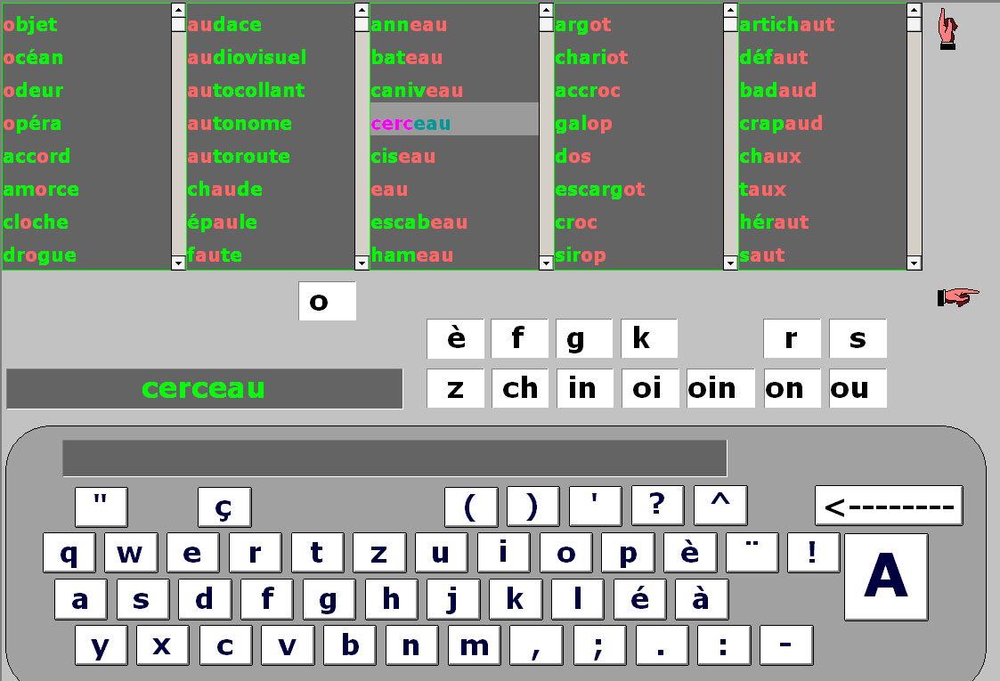 objet audace anneau argot artichaut
océan audiovisuel bateau chariot défaut
odeur autocollant caniveau accroc badaud
opéra autonome cerceau galop crapaud
accord autoroute ciseau dos chaux
amorce chaude eau escargot taux
cloche épaule escabeau croc héraut
drogue faute hameau sirop saut
o
è f g k r s
cerceau z ch in oi oin on ou
" ç ( ) ' ? ^ <--------
q w e r t z u i o p è ¨ !
a s d f g h j k l é à A
y x c v b n m , ; . : -